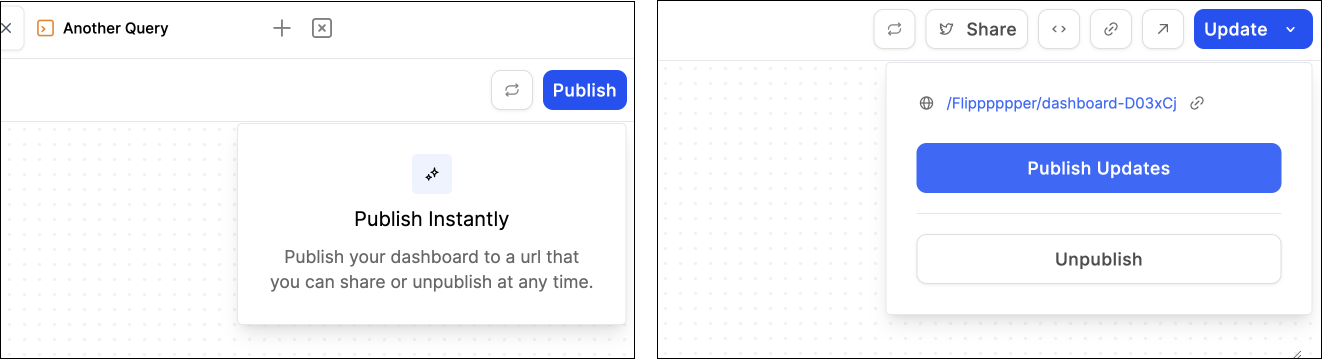 Another Query
Publish
Publish Instantly
Publish your dashboard to a url that
you can share or unpublish at any time.
Share
Update
/Flipppppper/dashboard-D03xCj
Publish Updates
Unpublish